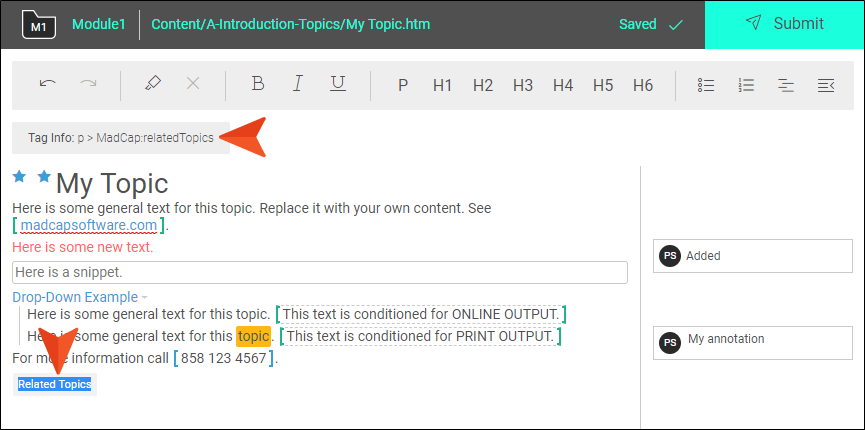 M1 Module1 Content/A-Introduction-Topics/My Topic.htm Saved Submit
B I U P H1 H2 H3 H4 H5 H6
Tag Info: p > MadCap:relatedTopics
My Topic
Here is some general text for this topic. Replace it with your own content. See
[ madcapsoftware.com ].
Here is some new text.
PS Added
Here is a snippet.
Drop-Down Example
Here is some general text for this topic. [ This text is conditioned for ONLINE OUTPUT. ]
is some general text for this topic. [ This text is conditioned for PRINT OUTPUT. ]
PS My annotation
For information call [ 858 123 4567 ].
Related Topics